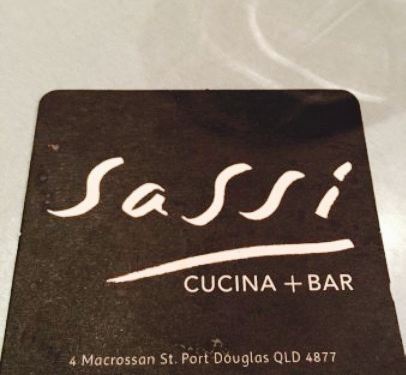 Sassi
CUCINA + BAR
4 Macrossan St. Port Douglas QLD 4877